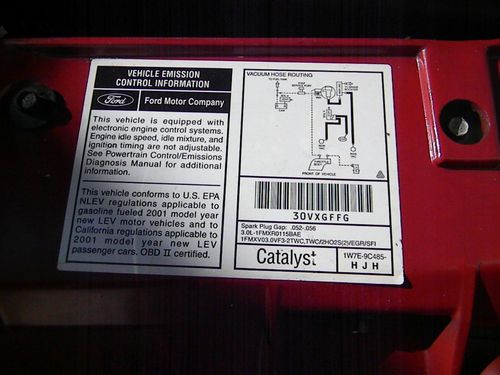 VEHICLE EMISSION
CONTROL INFORMATION
Ford
Ford Motor Company
This vehicle is equipped with
electronic engine control systems.
Engine idle speed, idle mixture, and
ignition timing are not adjustable.
See Powertrain Control/Emissions
Diagnosis Manual for additional
information.
This vehicle conforms to U.S. EPA
NLEV regulations applicable to
gasoline fueled 2001 model year
new LEV motor vehicles and to
California regulations applicable to
2001 model year new LEV
passenger cars. OBD II certified.
VACUUM HOSE ROUTING
FRONT OF VEHICLE
30VXGFFG
Spark Plug Gap: .052-.056
3.0L-1FMXR0115BAE
1FMXV03.0VF3-2TWC,TWC/2HO2S(2)/EGR/SFI
Catalyst
1W7E-9C485-
HJH